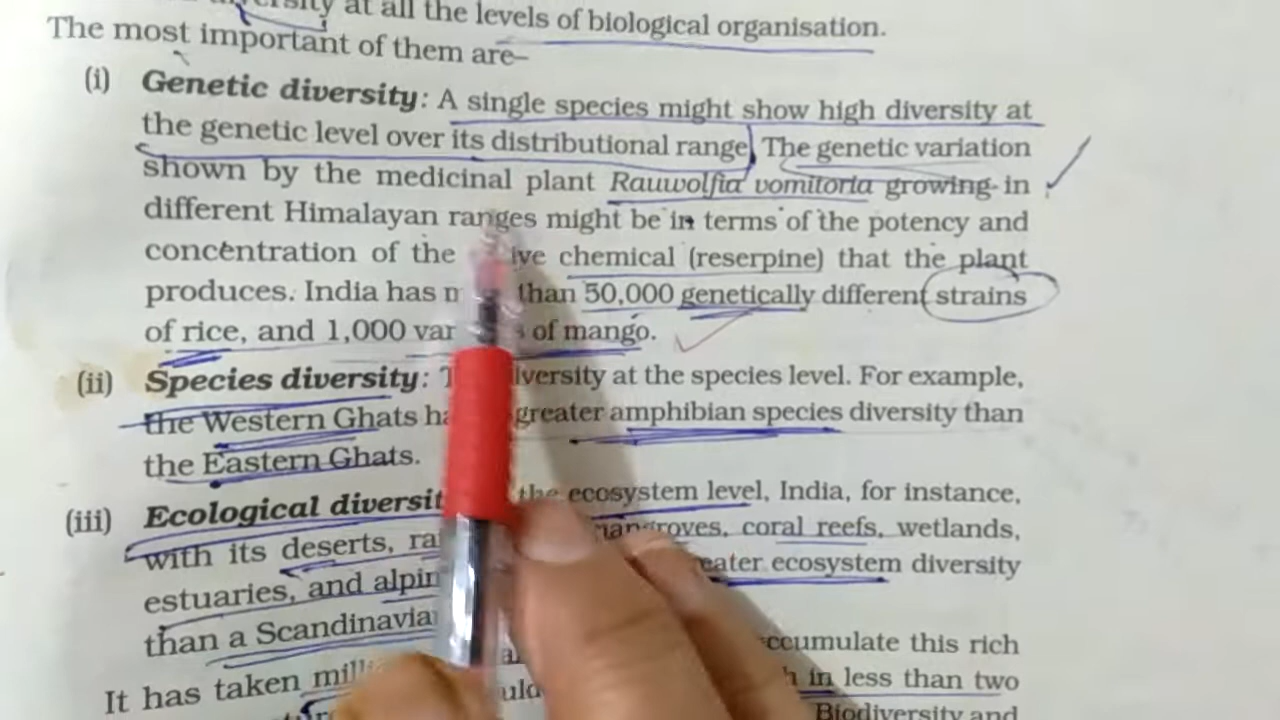 at all the levels of biological organisation.
The most important of them are–
(i) Genetic diversity: A single species might show high diversity at
the genetic level over its distributional range. The genetic variation
shown by the medicinal plant Rauwolfia vomitoria growing in
different Himalayan ranges might be in terms of the potency and
concentration of the ive chemical (reserpine) that the plant
produces. India has m than 50,000 genetically different strains
of rice, and 1,000 var s of mango.
(ii) Species diversity: T iversity at the species level. For example,
the Western Ghats ha greater amphibian species diversity than
the Eastern Ghats.
(iii) Ecological diversit the ecosystem level, India, for instance,
with its deserts, ra mangroves, coral reefs, wetlands,
estuaries, and alpin eater ecosystem diversity
than a Scandinavia
ccumulate this rich
It has taken milli ould h in less than two
Biodiversity and